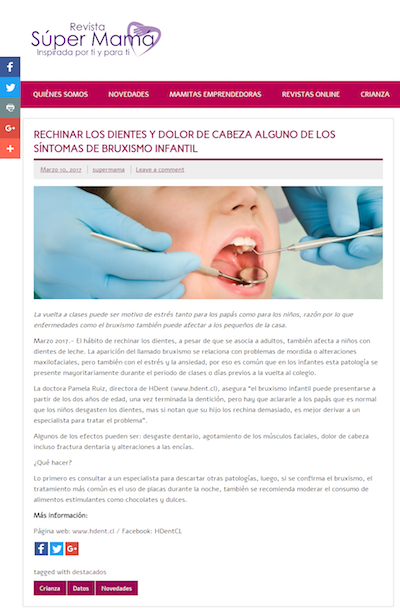 Revista
Súper Mamá
Inspirada por ti y para ti
QUIÉNES SOMOS NOVEDADES MAMITAS EMPRENDEDORAS REVISTAS ONLINE CRIANZA
RECHINAR LOS DIENTES Y DOLOR DE CABEZA ALGUNO DE LOS
SÍNTOMAS DE BRUXISMO INFANTIL
Marzo 10, 2017 | supermama | Leave a comment
La vuelta a clases puede ser motivo de estrés tanto para los papás como para los niños, razón por lo que
enfermedades como el bruxismo también puede afectar a los pequeños de la casa.
Marzo 2017.- El hábito de rechinar los dientes, a pesar de que se asocia a adultos, también afecta a niños con
dientes de leche. La aparición del llamado bruxismo se relaciona con problemas de mordida o alteraciones
maxilofaciales, pero también con el estrés y la ansiedad, por eso es común que en los infantes esta patología se
presente mayoritariamente durante el período de clases o días previos a la vuelta al colegio.
La doctora Pamela Ruiz, directora de HDent (www.hdent.cl), asegura "el bruxismo infantil puede presentarse a
partir de los dos años de edad, una vez terminada la dentición, pero hay que aclararle a los papás que es normal
que los niños desgasten los dientes, mas si notan que su hijo los rechina demasiado, es mejor derivar a un
especialista para tratar el problema".
Algunos de los efectos pueden ser: desgaste dentario, agotamiento de los músculos faciales, dolor de cabeza
incluso fractura dentaria y alteraciones a las encías.
¿Qué hacer?
Lo primero es consultar a un especialista para descartar otras patologías, luego, si se confirma el bruxismo, el
tratamiento más común es el uso de placas durante la noche, también se recomienda moderar el consumo de
alimentos estimulantes como chocolates y dulces.
Más información:
Página web: www.hdent.cl / Facebook: HDentCL
tagged with destacados
Crianza Datos Novedades